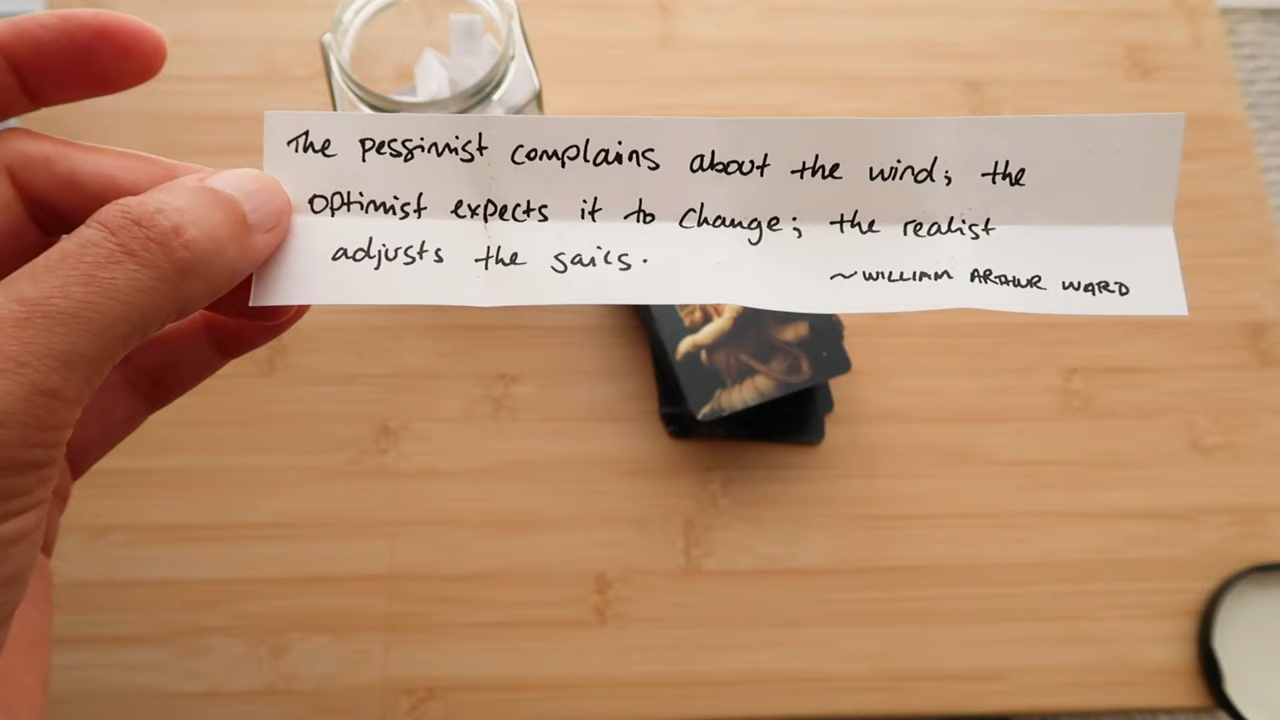 The pessimist complains about the wind; the
optimist expects it to change; the realist
adjusts the sails.
~WILLIAM ARTHUR WARD